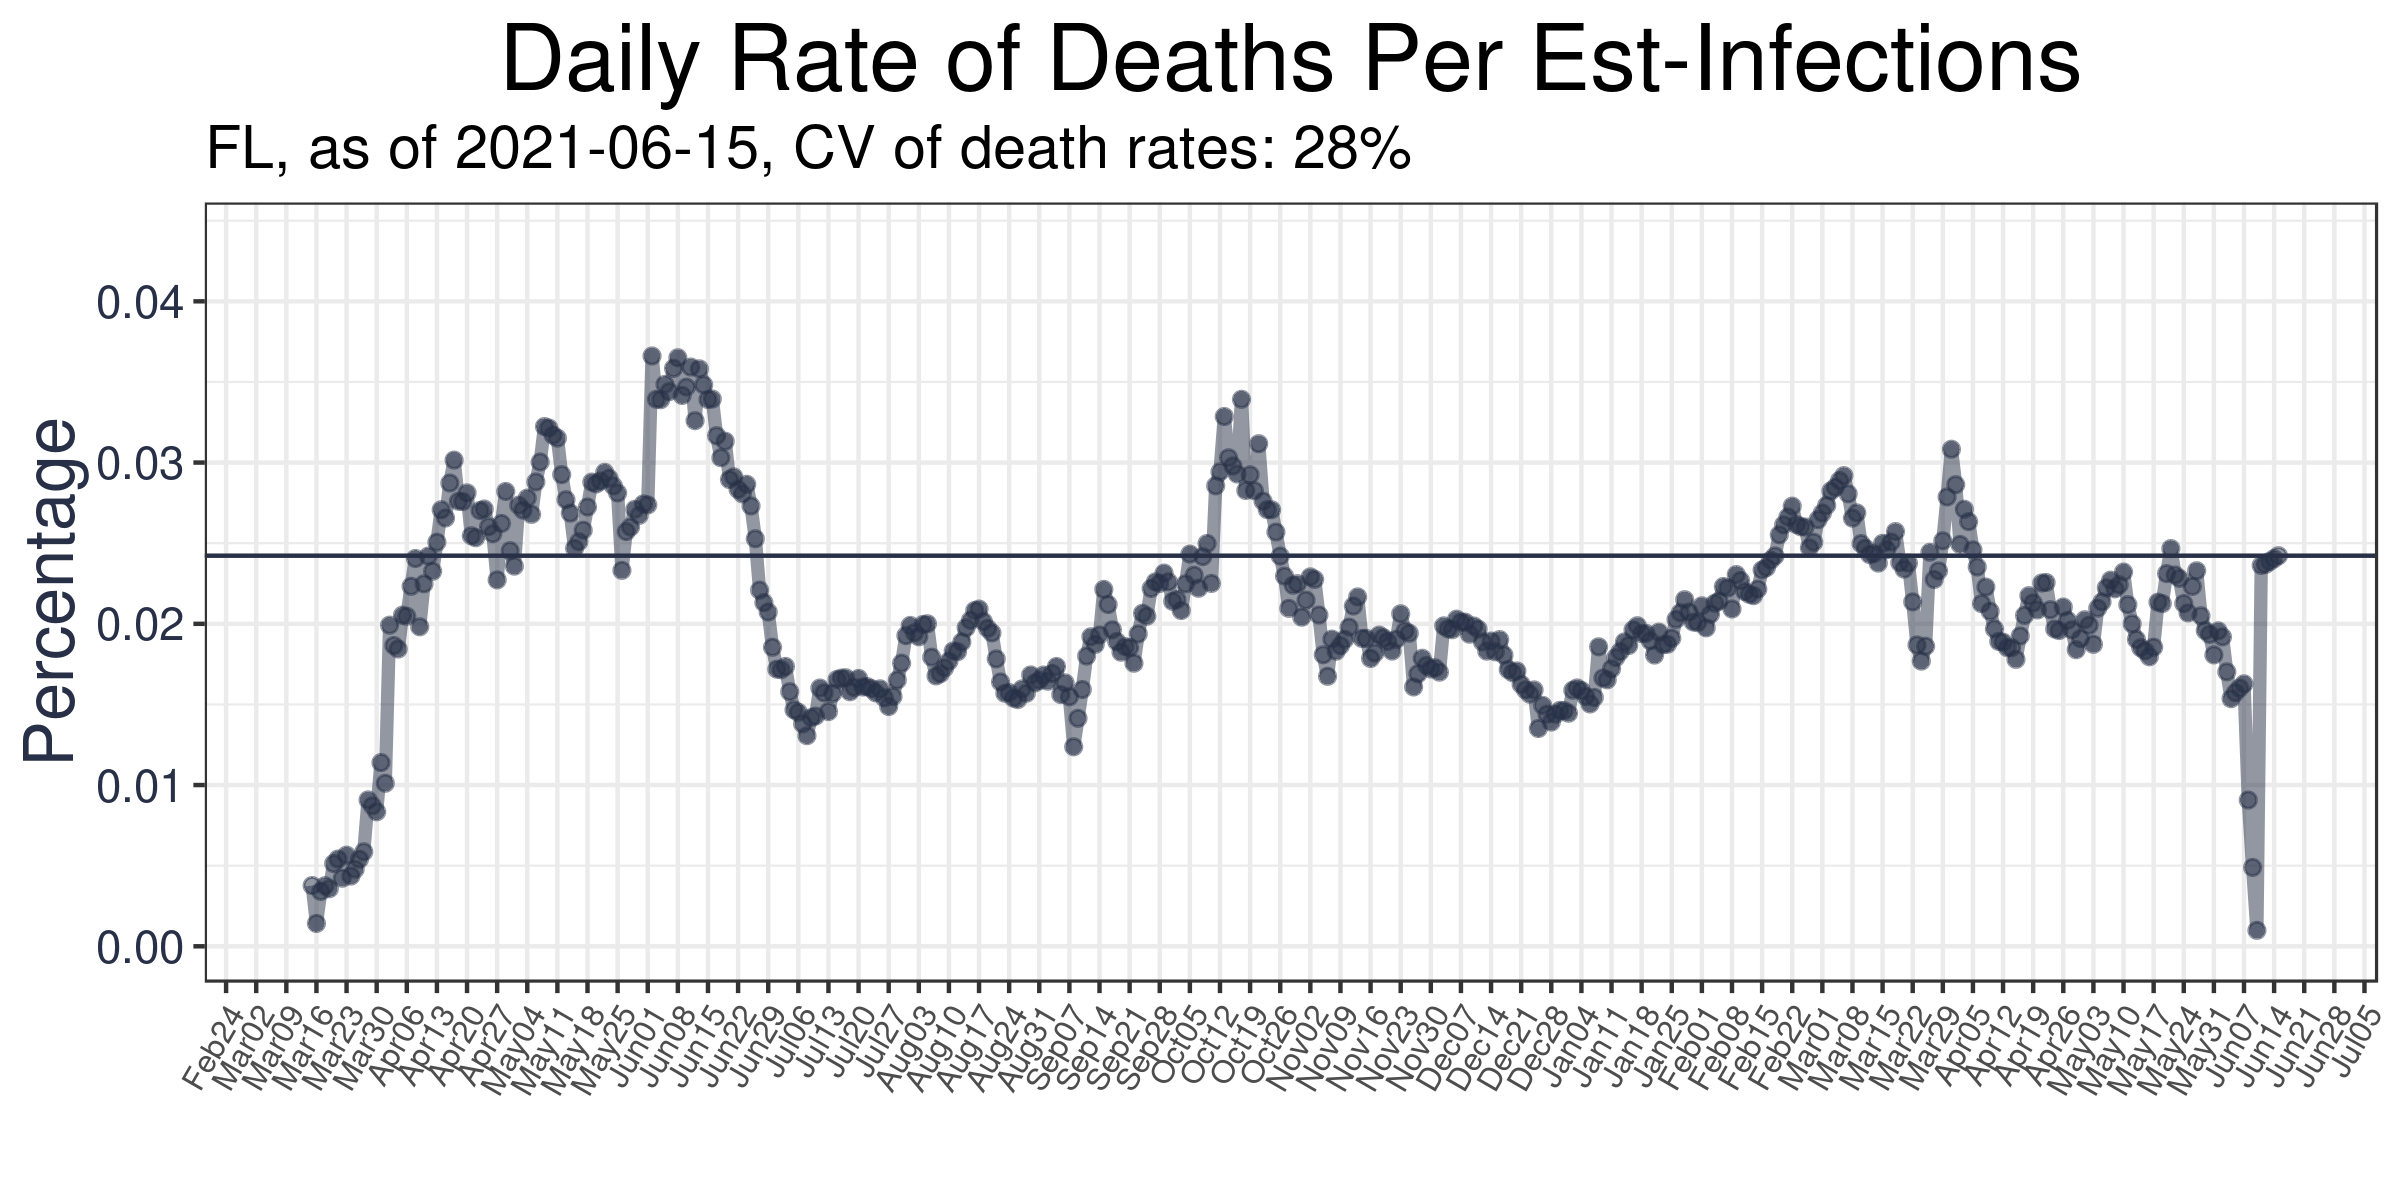 Daily Rate of Deaths Per Est-Infections
FL, as of 2021-06-15, CV of death rates: 28%
Percentage
0.04
0.03
0.02
0.01
0.00
Feb24
Mar02
Mar09
Mar16
Mar23
Mar30
Apr06
Apr13
Apr20
Apr27
May04
May11
May18
May25
Jun01
Jun08
Jun15
Jun22
Jun29
Jul06
Jul13
Jul20
Jul27
Aug03
Aug10
Aug17
Aug24
Aug31
Sep07
Sep14
Sep21
Sep28
Oct05
Oct12
Oct19
Oct26
Nov02
Nov09
Nov16
Nov23
Nov30
Dec07
Dec14
Dec21
Dec28
Jan04
Jan11
Jan18
Jan25
Feb01
Feb08
Feb15
Feb22
Mar01
Mar08
Mar15
Mar22
Mar29
Apr05
Apr12
Apr19
Apr26
May03
May10
May17
May24
May31
Jun07
Jun14
Jun21
Jun28
Jul05